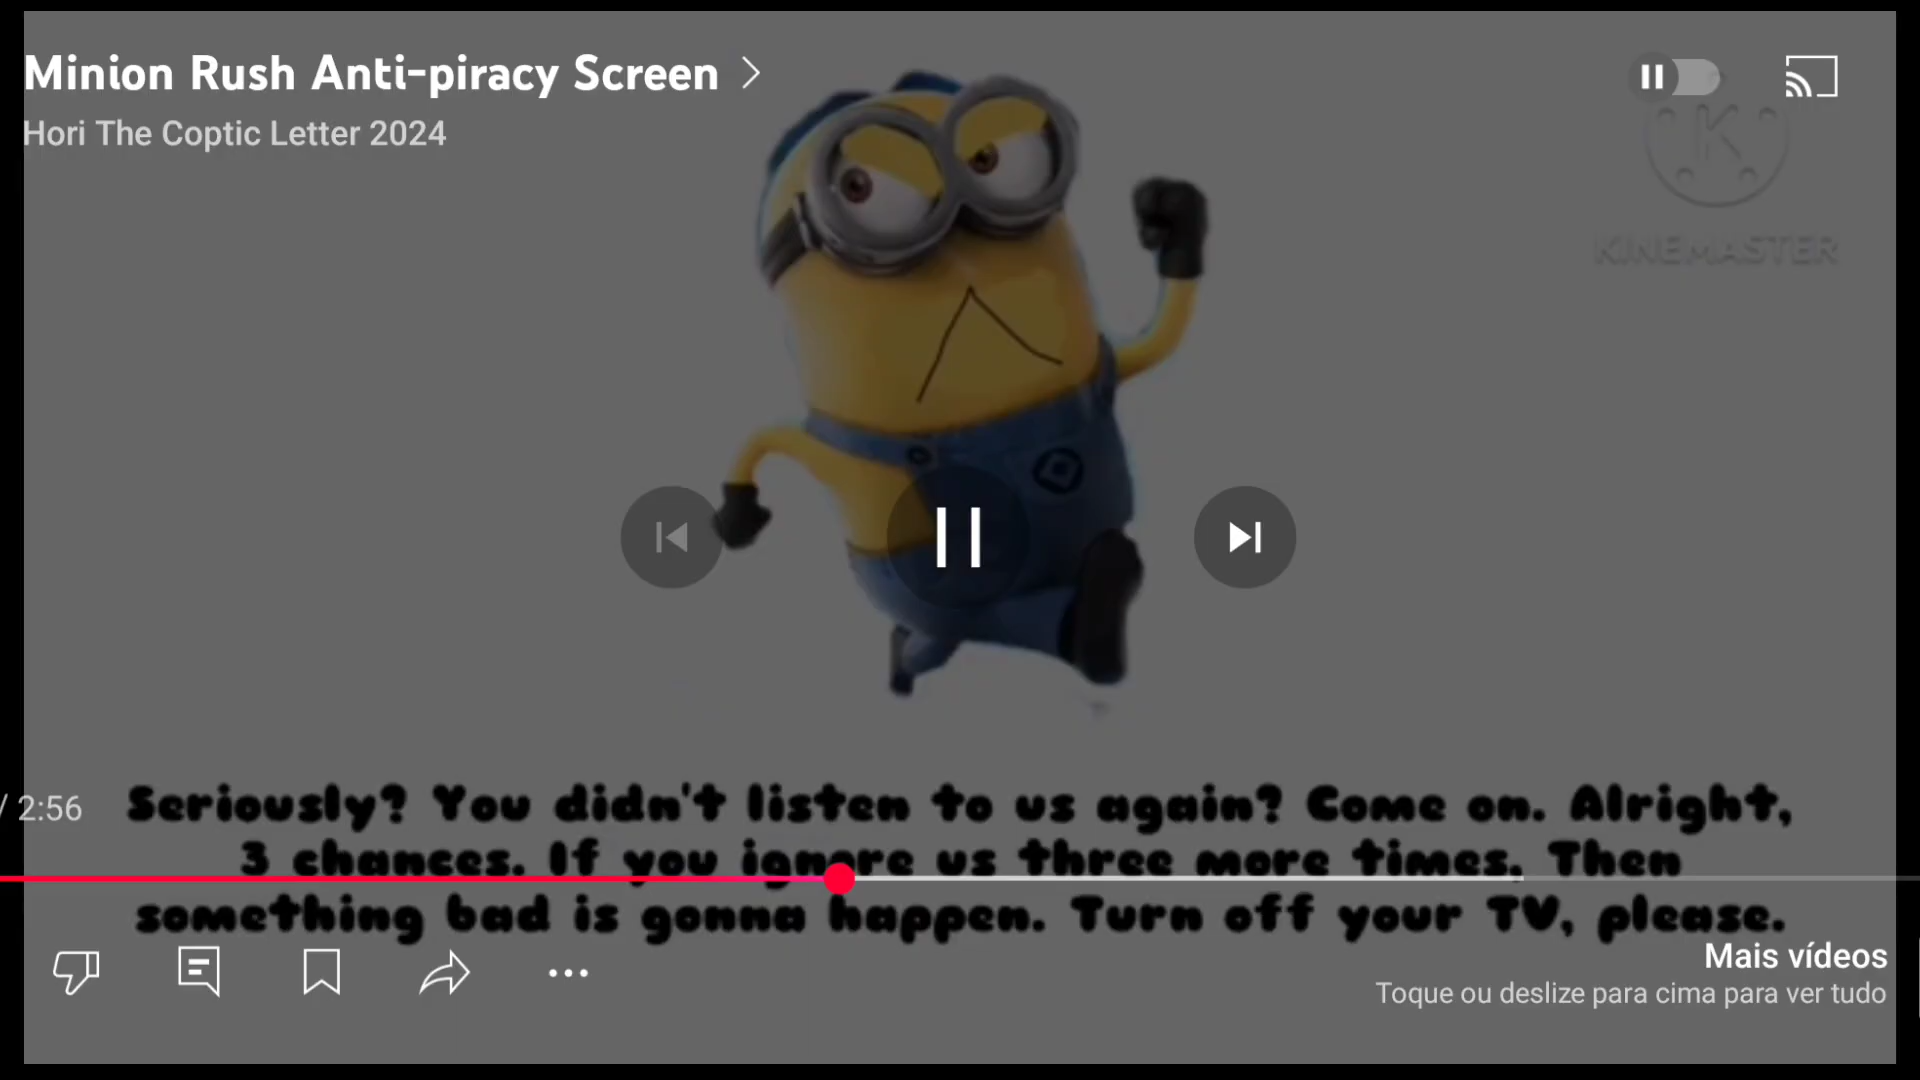 Minion Rush Anti-piracy Screen
Hori The Coptic Letter 2024
K
KINEMASTER
/ 2:56
Seriously? You didn't listen to us again? Come on. Alright,
3 chances. If you ignore us three more times. Then
something bad is gonna happen. Turn off your TV, please.
Mais vídeos
Toque ou deslize para cima para ver tudo